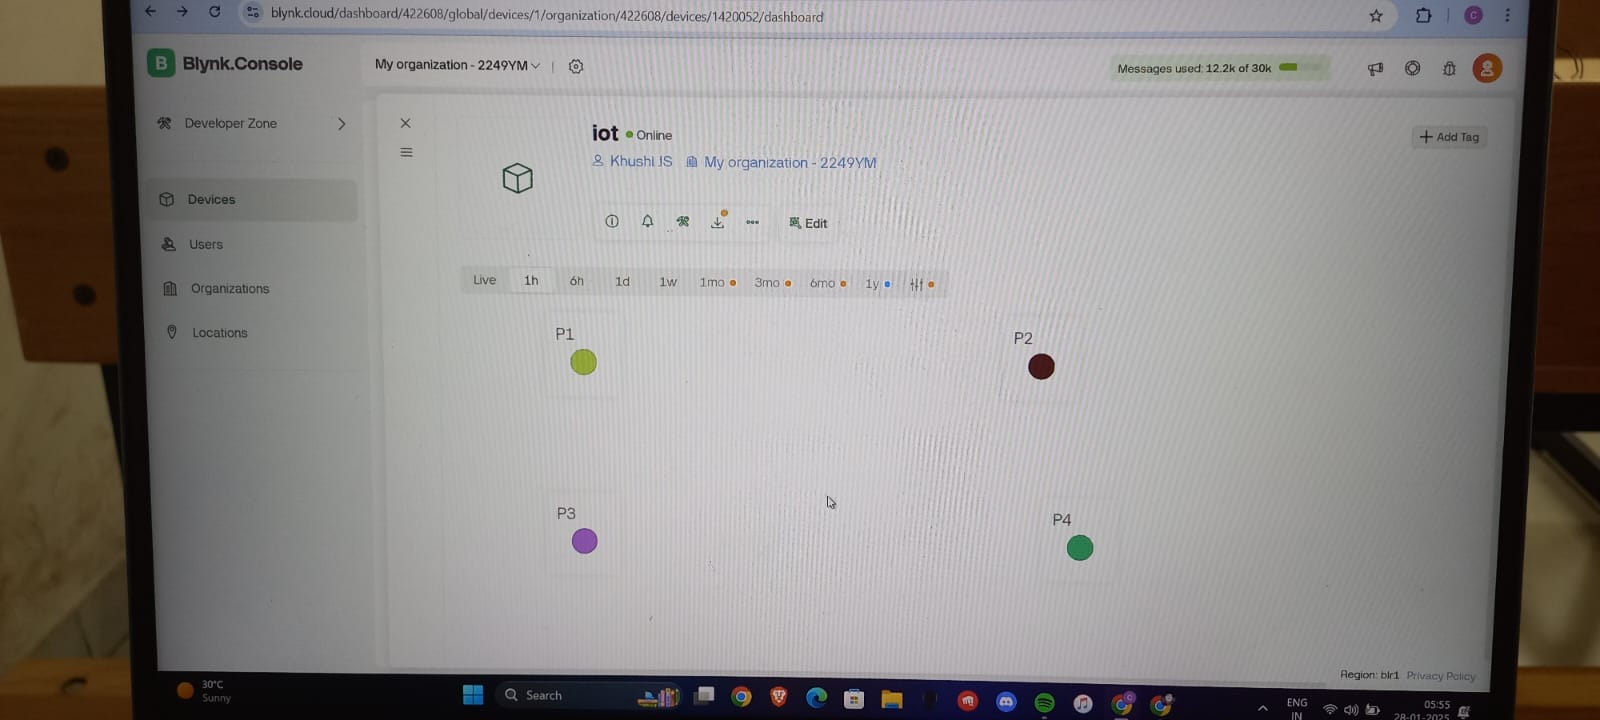 blynk.cloud/dashboard/422608/global/devices/1/organization/422608/devices/1420052/dashboard
C
B Blynk.Console
My organization - 2249YM
Messages used: 12.2k of 30k
Developer Zone
Devices
Users
Organizations
Locations
iot Online
Khushi JS My organization - 2249YM
Add Tag
Edit
Live 1h 6h 1d 1w 1mo 3mo 6mo 1y
P1
P2
P3
P4
Region: blr1 Privacy Policy
30°C
Sunny
Search
ENG
IN
05:55
28-01-2025